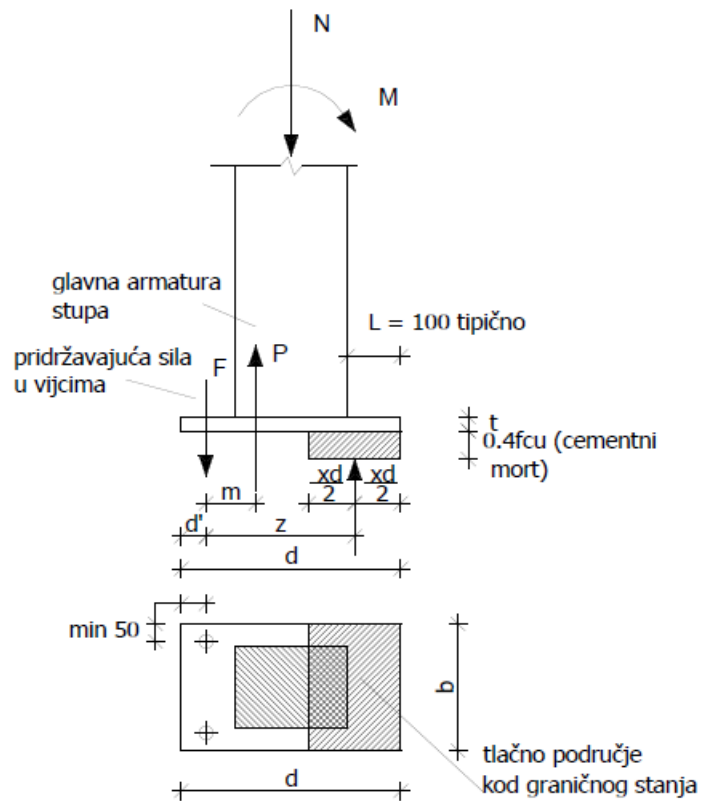 N
M
glavna armatura
stupa
L = 100 tipično
pridržavajuća sila
u vijcima
F
P
t
0.4fcu (cementni
mort)
xd
2
xd
2
m
d'
z
d
min 50
b
tlačno područje
kod graničnog stanja
d